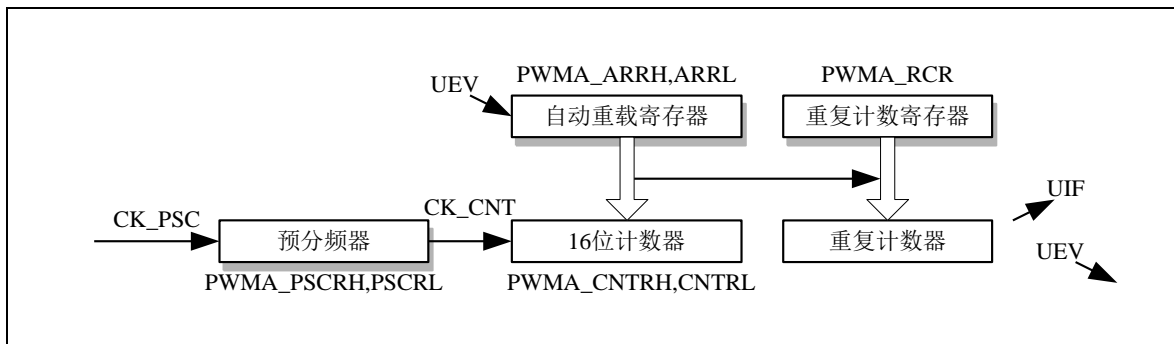 PWMA_ARRH,ARRL
PWMA_RCR
UEV
自动重载寄存器
重复计数寄存器
UIF
CK_PSC
CK_CNT
预分频器
16位计数器
重复计数器
UEV
PWMA_PSCRH,PSCRL
PWMA_CNTRH,CNTRL